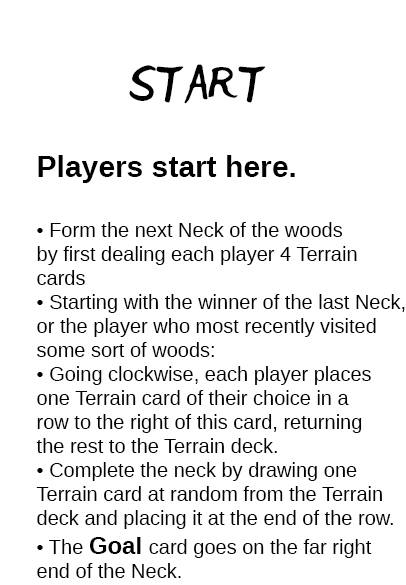 START
Players start here.
• Form the next Neck of the woods
by first dealing each player 4 Terrain
cards
• Starting with the winner of the last Neck,
or the player who most recently visited
some sort of woods:
• Going clockwise, each player places
one Terrain card of their choice in a
row to the right of this card, returning
the rest to the Terrain deck.
• Complete the neck by drawing one
Terrain card at random from the Terrain
deck and placing it at the end of the row.
• The Goal card goes on the far right
end of the Neck.